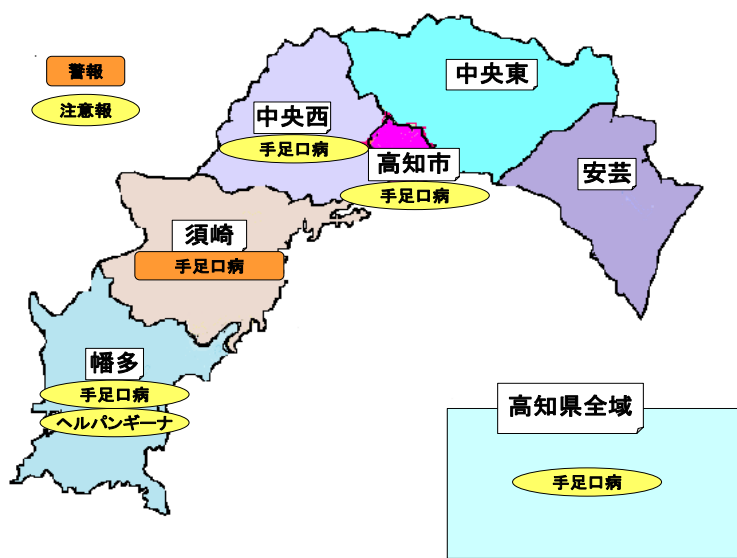 警報
注意報
中央東
中央西
手足口病
高知市
手足口病
安芸
須崎
手足口病
幡多
手足口病
ヘルパンギーナ
高知県全域
手足口病